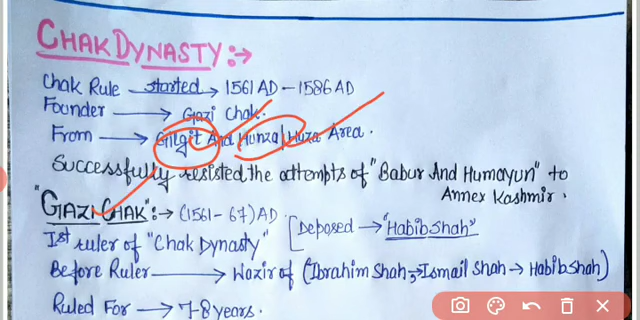 CHAK DYNASTY:→
Chak Rule started → 1561 AD - 1586 AD
Founder → Gazi Chak.
From → Gilgit And Hunza/Huza Area.
Successfully resisted the attempts of "Babur And Humayun" to
Annex Kashmir.
"GAZI CHAK":→ (1561-67) AD.
Ist ruler of "Chak Dynasty" [Deposed → "Habib Shah"
Before Ruler → Wazir of (Ibrahim Shah → Ismail Shah → Habib Shah)
Ruled For → 7-8 years.